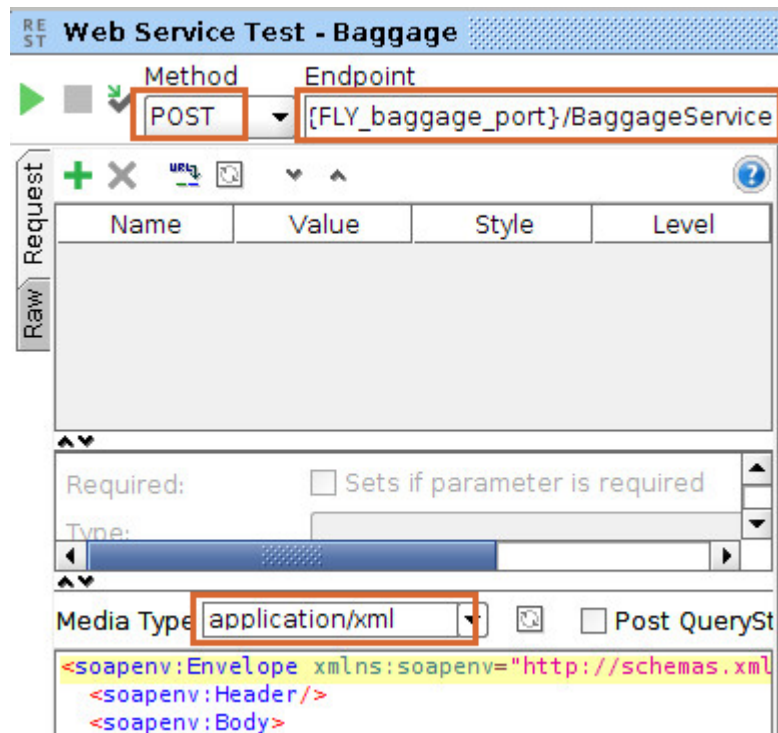 REST Web Service Test - Baggage
Method Endpoint
POST {FLY_baggage_port}/BaggageService
Request
Raw
URL
Name Value Style Level
Required: Sets if parameter is required
Type:
Media Type application/xml Post QuerySt
<soapenv:Envelope xmlns:soapenv="http://schemas.xml
<soapenv:Header/>
<soapenv:Body>